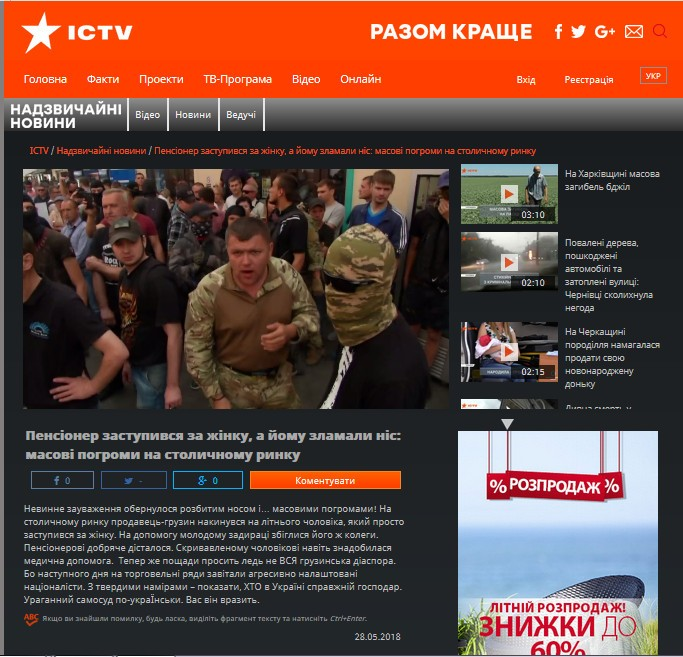 ICTV
РАЗОМ КРАЩЕ
Головна Факти Проекти ТВ-Програма Відео Онлайн Вхід Реєстрація УКР
НАДЗВИЧАЙНІ
НОВИНИ
Відео Новини Ведучі
ICTV / Надзвичайні новини / Пенсіонер заступився за жінку, а йому зламали ніс: масові погроми на столичному ринку
03:10
На Харківщині масова
загибель бджіл
02:10
Повалені дерева,
пошкоджені
автомобілі та
затоплені вулиці:
Чернівці сколихнула
негода
НАРОДИЛА
02:15
На Черкащині
породілля намагалася
продати свою
новонароджену
доньку
Пенсіонер заступився за жінку, а йому зламали ніс:
масові погроми на столичному ринку
f 0
-
g+ 0
Коментувати
Невинне зауваження обернулося розбитим носом і... масовими погромами! На
столичному ринку продавець-грузин накинувся на літнього чоловіка, який просто
заступився за жінку. На допомогу молодому задираці збіглися його ж колеги.
Пенсіонерові добряче дісталося. Скривавленому чоловікові навіть знадобилася
медична допомога. Тепер же пощади просить ледь не ВСЯ грузинська діаспора.
Бо наступного дня на торговельні ряди завітали агресивно налаштовані
націоналісти. З твердими намірами – показати, ХТО в Україні справжній господар.
Ураганний самосуд по-українськи. Вас він вразить.
ABC Якщо ви знайшли помилку, будь ласка, виділіть фрагмент тексту та натисніть Ctrl+Enter.
28.05.2018
% РОЗПРОДАЖ %
ЛІТНІЙ РОЗПРОДАЖ!
ЗНИЖКИ ДО
60%